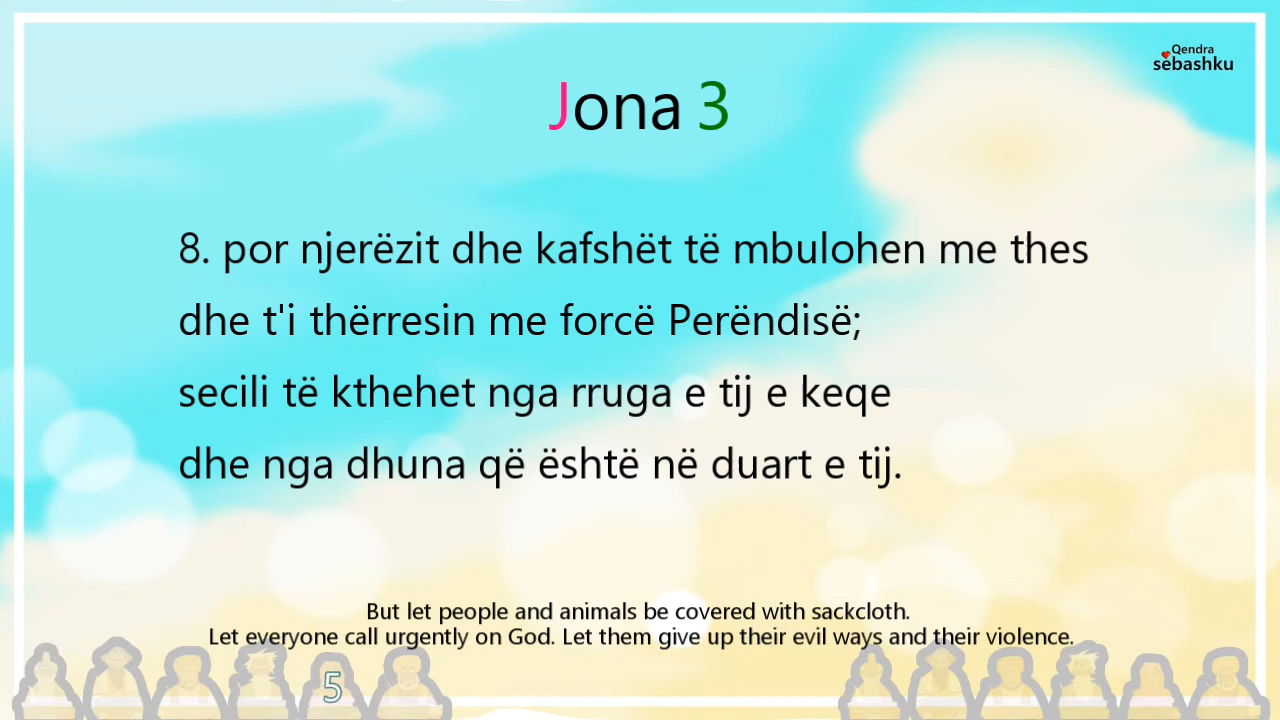 Qendra
sëbashku
Jona 3
8. por njerëzit dhe kafshët të mbulohen me thes
dhe t'i thërresin me forcë Perëndisë;
secili të kthehet nga rruga e tij e keqe
dhe nga dhuna që është në duart e tij.
But let people and animals be covered with sackcloth.
Let everyone call urgently on God. Let them give up their evil ways and their violence.
5